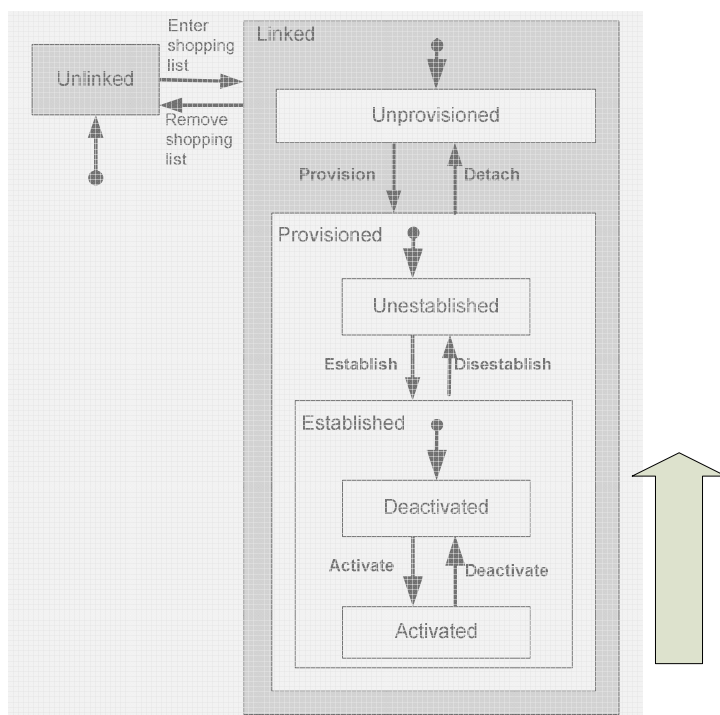 Enter
shopping
list
Linked
Unlinked
Remove
shopping
list
Unprovisioned
Provision
Detach
Provisioned
Unestablished
Establish
Disestablish
Established
Deactivated
Activate
Deactivate
Activated